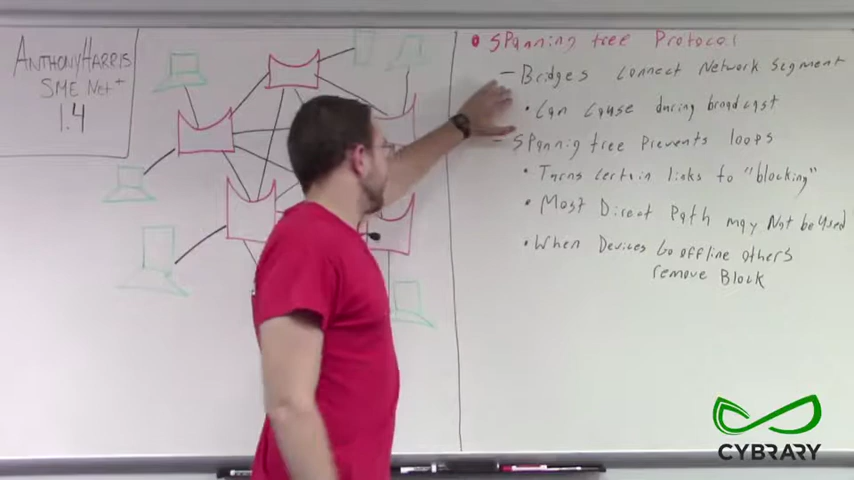 ANTHONY HARRIS
SME Net+
1.4
• SPanning tree Protocol
- Bridges connect Network Segment
• Can cause during broadcast
- SPanning tree Prevents loops
• Turns certain links to "blocking"
• Most Direct Path may Not be Used
• When Devices Go offline others
remove Block
CYBRARY